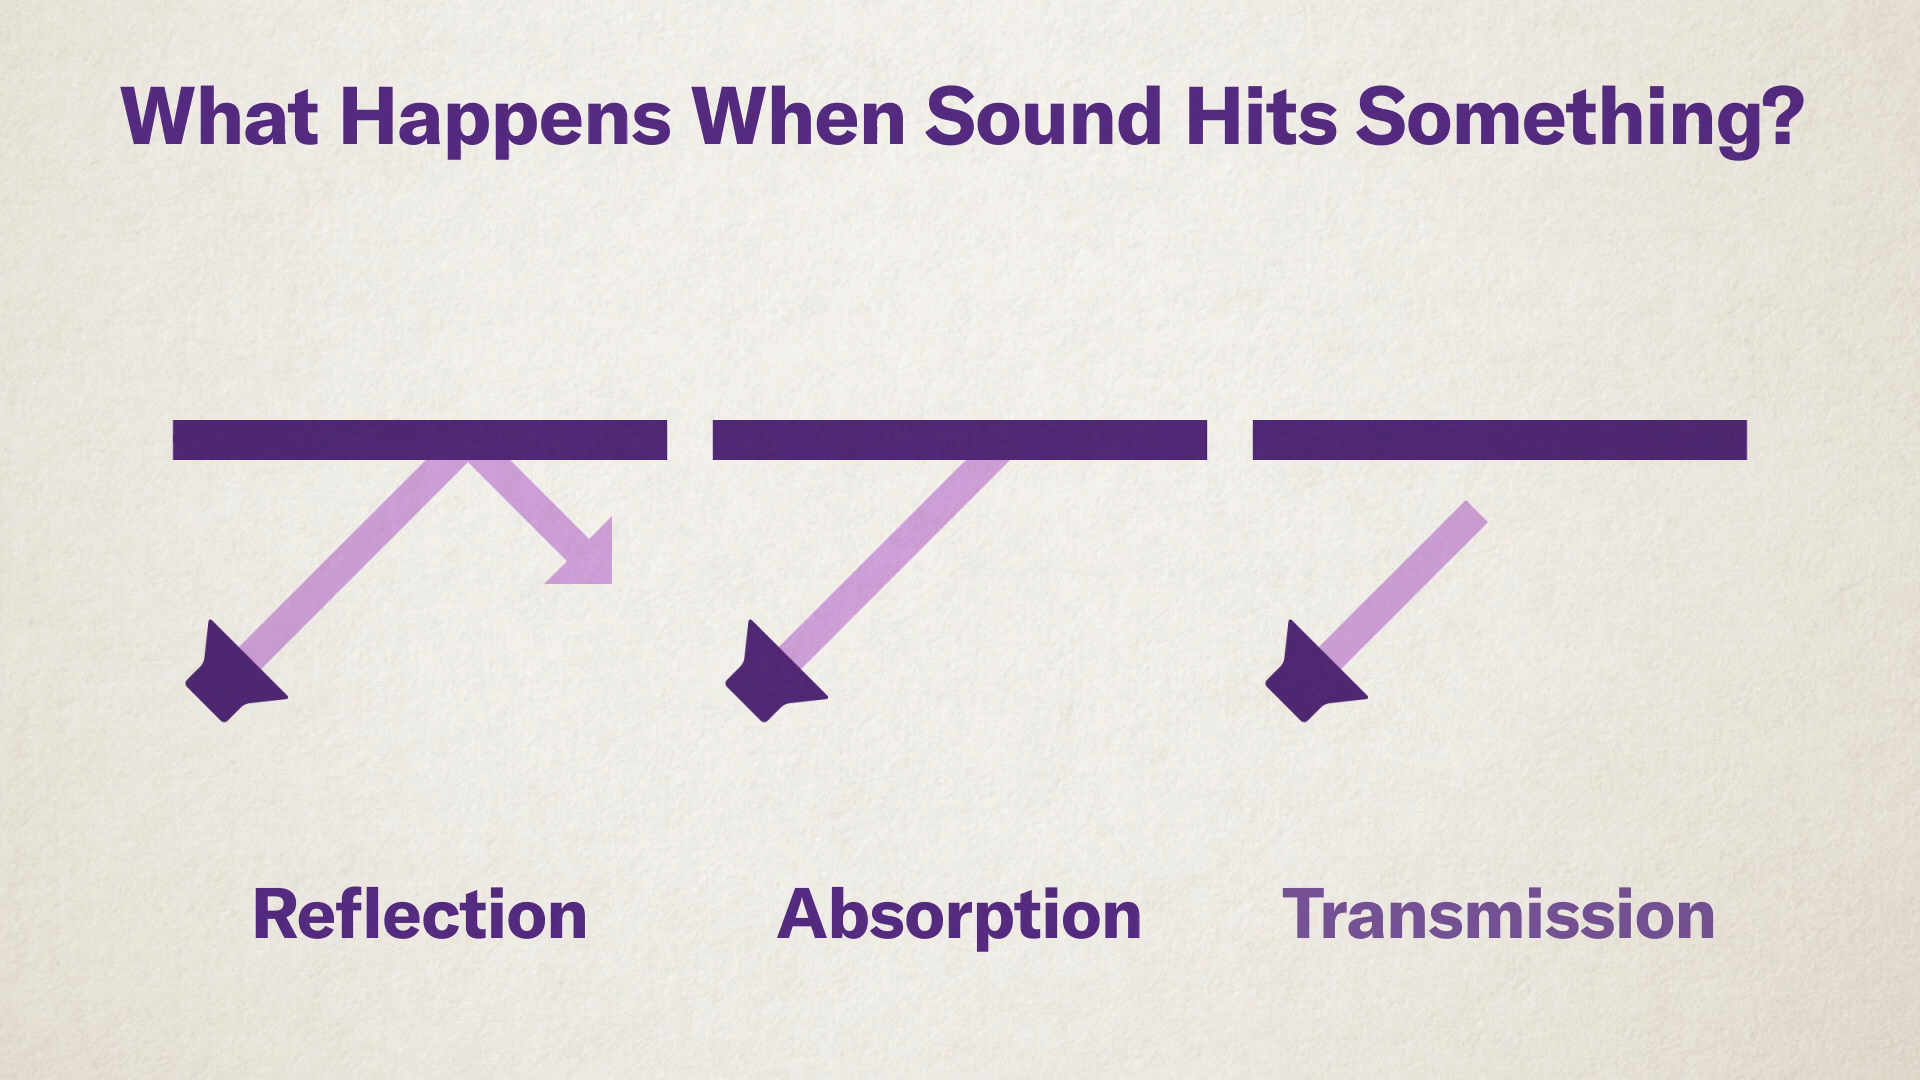 What Happens When Sound Hits Something?
Reflection
Absorption
Transmission